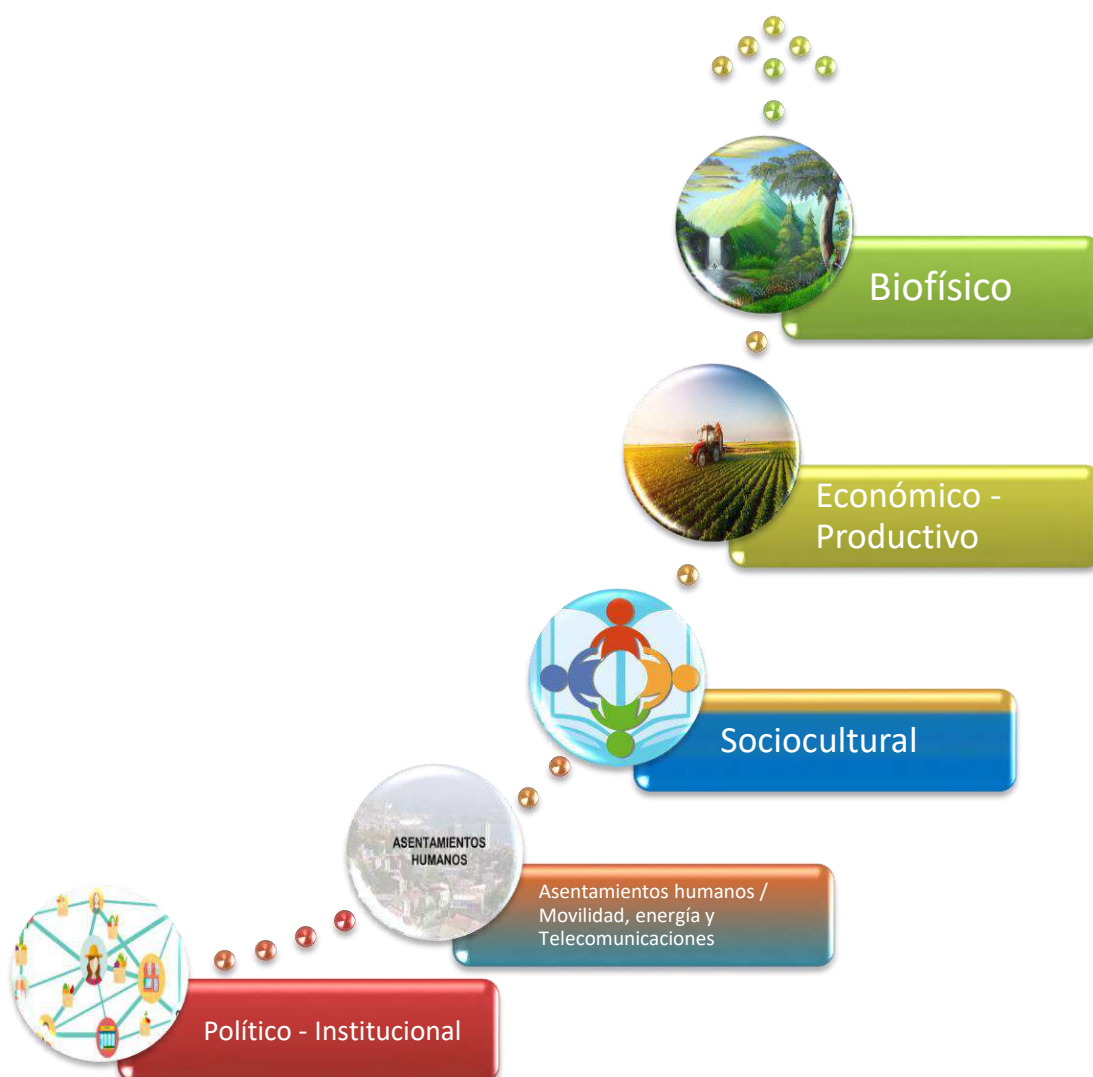 Biofísico
Económico -
Productivo
Sociocultural
ASENTAMIENTOS
HUMANOS
Asentamientos humanos /
Movilidad, energía y
Telecomunicaciones
Político - Institucional